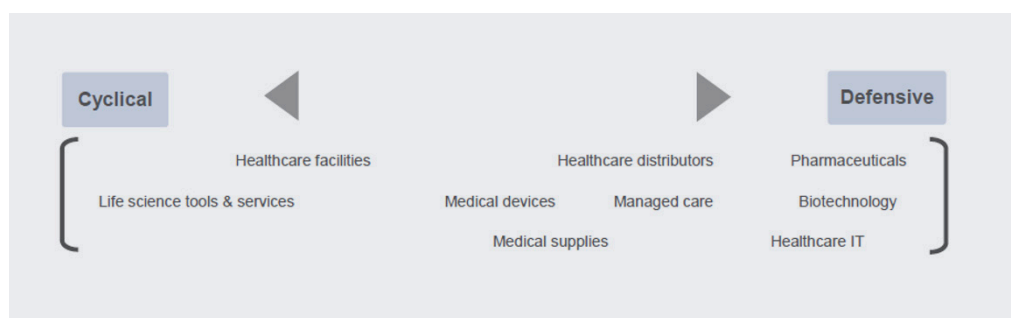 Cyclical
Defensive
Healthcare facilities
Healthcare distributors
Pharmaceuticals
Life science tools & services
Medical devices
Managed care
Biotechnology
Medical supplies
Healthcare IT